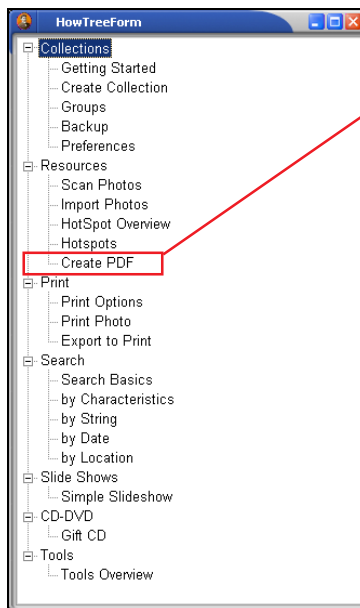 HowTreeForm
Collections
Getting Started
Create Collection
Groups
Backup
Preferences
Resources
Scan Photos
Import Photos
HotSpot Overview
Hotspots
Create PDF
Print
Print Options
Print Photo
Export to Print
Search
Search Basics
by Characteristics
by String
by Date
by Location
Slide Shows
Simple Slideshow
CD-DVD
Gift CD
Tools
Tools Overview